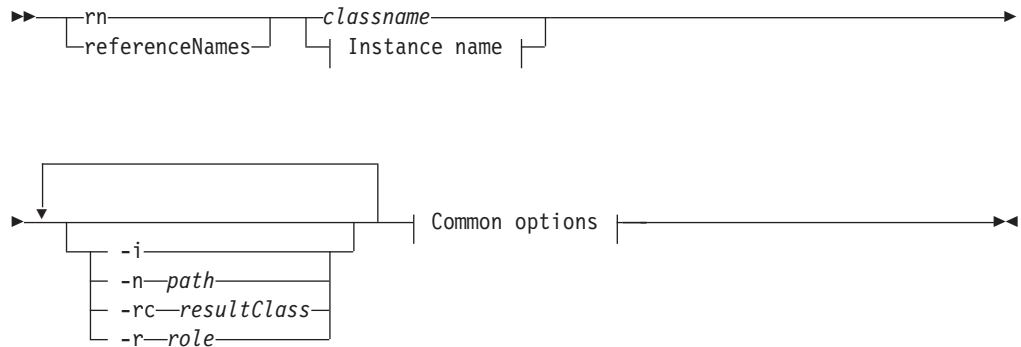 rn classname
referenceNames Instance name
-i Common options
-n path
-rc resultClass
-r role